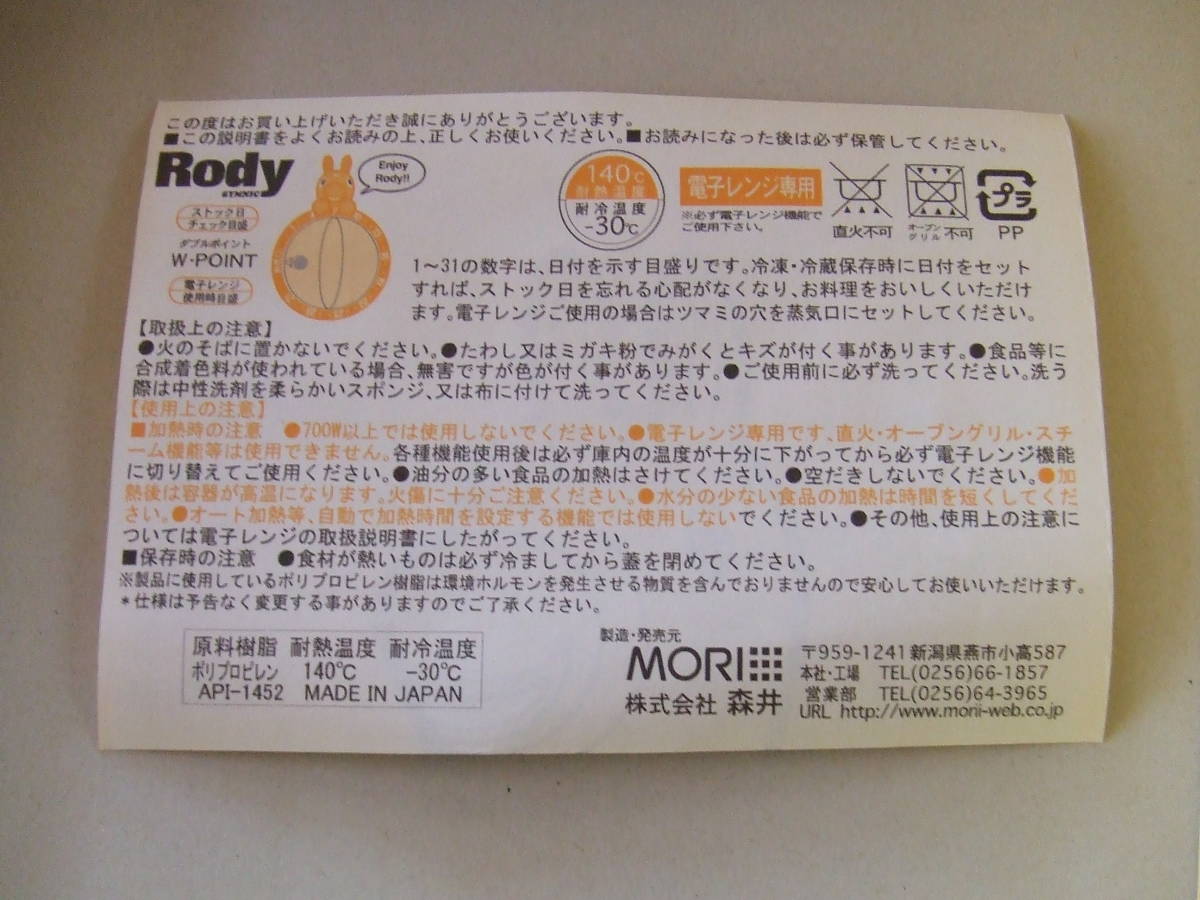 この度はお買い上げいただき誠にありがとうございます。
■この説明書をよくお読みの上、正しくお使いください。■お読みになった後は必ず保管してください。
Rody
GYMNIC
Enjoy
Rody!!
ストック日
チェック目盛
ダブルポイント
W-POINT
電子レンジ
使用時目盛
140℃
耐熱温度
耐冷温度
-30℃
電子レンジ専用
※必ず電子レンジ機能で
ご使用下さい。
直火不可
オーブン
グリル 不可
プラ
PP
1～31の数字は、日付を示す目盛りです。冷凍・冷蔵保存時に日付をセット
すれば、ストック日を忘れる心配がなくなり、お料理をおいしくいただけ
ます。電子レンジご使用の場合はツマミの穴を蒸気口にセットしてください。
【取扱上の注意】
●火のそばに置かないでください。●たわし又はミガキ粉でみがくとキズが付く事があります。●食品等に
合成着色料が使われている場合、無害ですが色が付く事があります。●ご使用前に必ず洗ってください。洗う
際は中性洗剤を柔らかいスポンジ、又は布に付けて洗ってください。
【使用上の注意】
■加熱時の注意 ●700W以上では使用しないでください。●電子レンジ専用です、直火・オーブングリル・スチ
ーム機能等は使用できません。各種機能使用後は必ず庫内の温度が十分に下がってから必ず電子レンジ機能
に切り替えてご使用ください。●油分の多い食品の加熱はさけてください。●空だきしないでください。●加
熱後は容器が高温になります。火傷に十分ご注意ください。●水分の少ない食品の加熱は時間を短くしてくだ
さい。●オート加熱等、自動で加熱時間を設定する機能では使用しないでください。●その他、使用上の注意に
ついては電子レンジの取扱説明書にしたがってください。
■保存時の注意 ●食材が熱いものは必ず冷ましてから蓋を閉めてください。
※製品に使用しているポリプロピレン樹脂は環境ホルモンを発生させる物質を含んでおりませんので安心してお使いいただけます。
*仕様は予告なく変更する事がありますのでご了承ください。
原料樹脂 耐熱温度 耐冷温度
ポリプロピレン 140℃ -30℃
API-1452 MADE IN JAPAN
製造・発売元
MORII
株式会社 森井
〒959-1241 新潟県燕市小高587
本社・工場 TEL(0256)66-1857
営業部 TEL(0256)64-3965
URL http://www.morii-web.co.jp